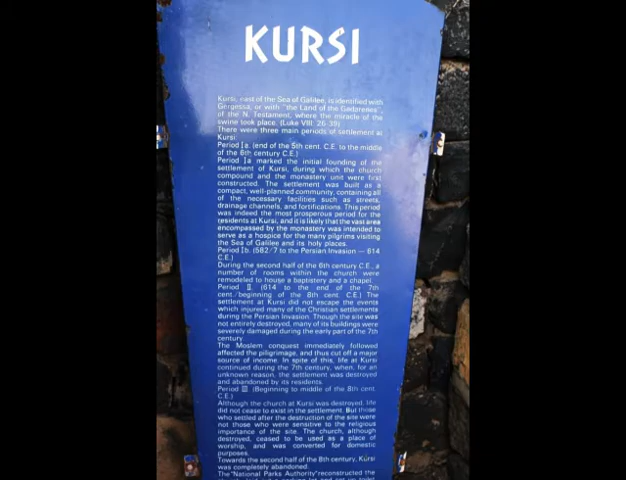 KURSI
Kursi, east of the Sea of Galilee, is identified with
Gergessa, or with "the Land of the Gadarenes",
of the N. Testament, where the miracle of the
swine took place. (Luke VIII. 26-39)
There were three main periods of settlement at
Kursi:
Period Ia. (end of the 5th cent. C.E. to the middle
of the 6th century C.E.)
Period Ia marked the initial founding of the
settlement of Kursi, during which the church
compound and the monastery unit were first
constructed. The settlement was built as a
compact, well-planned community, containing all
of the necessary facilities such as streets,
drainage channels, and fortifications. This period
was indeed the most prosperous period for the
residents at Kursi, and it is likely that the vast area
encompassed by the monastery was intended to
serve as a hospice for the many pilgrims visiting
the Sea of Galilee and its holy places.
Period Ib. (582/7 to the Persian Invasion — 614
C.E.)
During the second half of the 6th century C.E., a
number of rooms within the church were
remodeled to house a baptistery and a chapel.
Period II. (614 to the end of the 7th
cent./beginning of the 8th cent. C.E.) The
settlement at Kursi did not escape the events
which injured many of the Christian settlements
during the Persian Invasion. Though the site was
not entirely destroyed, many of its buildings were
severely damaged during the early part of the 7th
century.
The Moslem conquest immediately followed
affected the piligrimage, and thus cut off a major
source of income. In spite of this, life at Kursi
continued during the 7th century, when, for an
unknown reason, the settlement was destroyed
and abandoned by its residents.
Period III. (Beginning to middle of the 8th cent.
C.E.)
Although the church at Kursi was destroyed, life
did not cease to exist in the settlement. But those
who settled after the destruction of the site were
not those who were sensitive to the religious
importance of the site. The church, although
destroyed, ceased to be used as a place of
worship, and was converted for domestic
purposes.
Towards the second half of the 8th century, Kursi
was completely abandoned.
The "National Parks Authority" reconstructed the